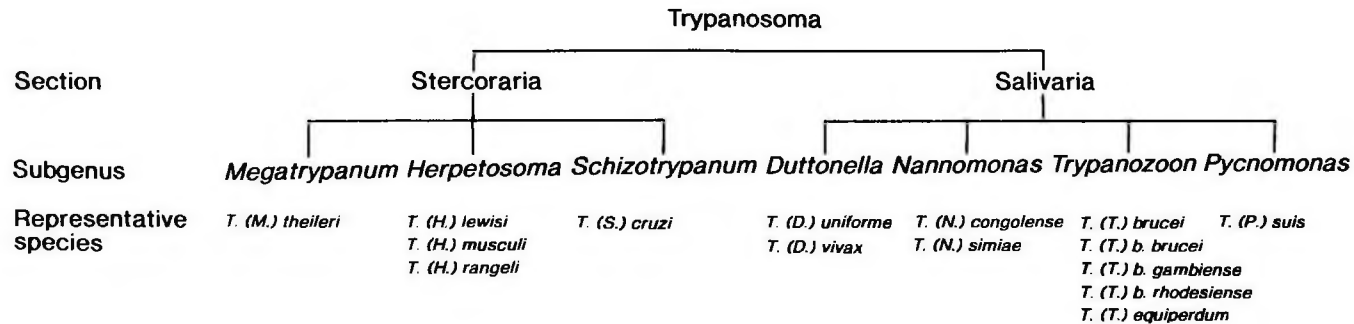 Trypanosoma
Section Stercoraria Salivaria
Subgenus Megatrypanum Herpetosoma Schizotrypanum Duttonella Nannomonas Trypanozoon Pycnomonas
Representative T. (M.) theileri T. (H.) lewisi T. (S.) cruzi T. (D.) uniforme T. (N.) congolense T. (T.) brucei T. (P.) suis
species T. (H.) musculi T. (D.) vivax T. (N.) simiae T. (T.) b. brucei
T. (H.) rangeli T. (T.) b. gambiense
T. (T.) b. rhodesiense
T. (T.) equiperdum